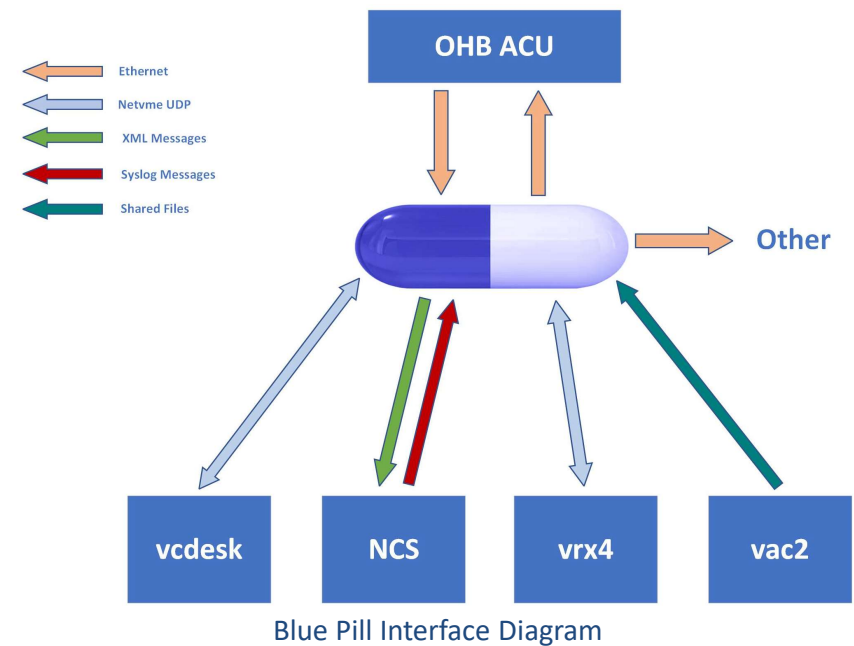 OHB ACU
Ethernet
Netvme UDP
XML Messages
Syslog Messages
Shared Files
Other
vcdesk
NCS
vrx4
vac2
Blue Pill Interface Diagram